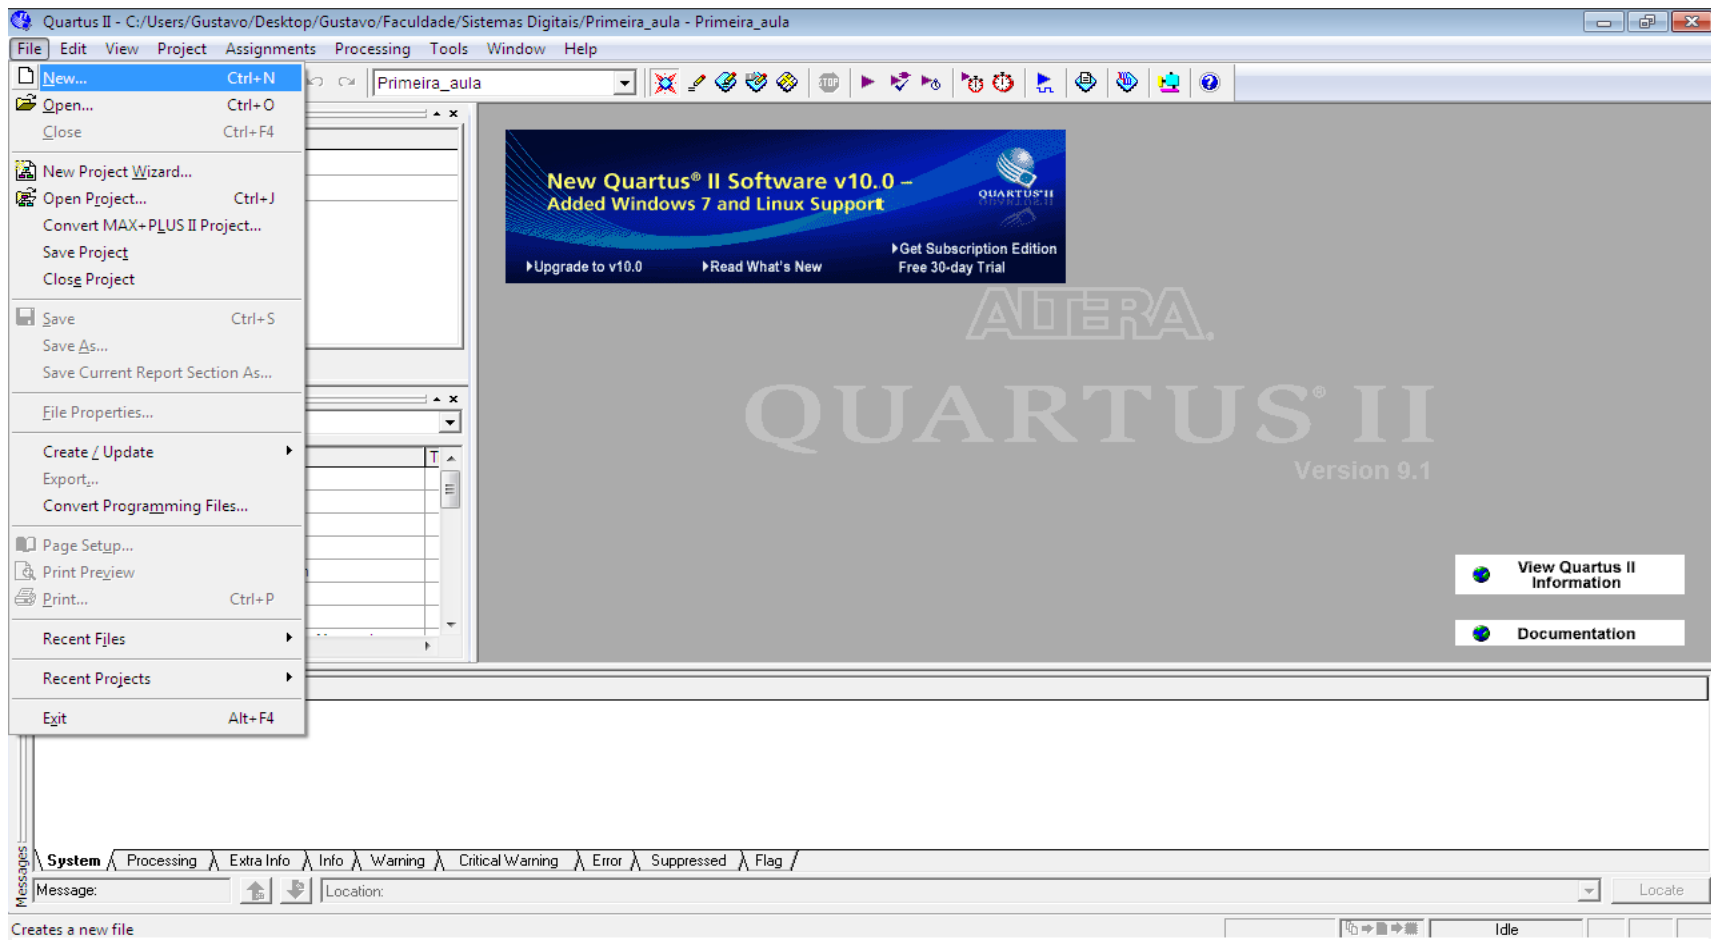 Quartus II - C:/Users/Gustavo/Desktop/Gustavo/Faculdade/Sistemas Digitais/Primeira_aula - Primeira_aula
File Edit View Project Assignments Processing Tools Window Help
New... Ctrl+N
Primeira_aula
STOP
Open... Ctrl+O
Close Ctrl+F4
New Project Wizard...
Open Project... Ctrl+J
Convert MAX+PLUS II Project...
Save Project
Close Project
Save Ctrl+S
Save As...
Save Current Report Section As...
File Properties...
Create / Update
Export...
Convert Programming Files...
Page Setup...
Print Preview
Print... Ctrl+P
Recent Files
Recent Projects
Exit Alt+F4
T
New Quartus® II Software v10.0 –
Added Windows 7 and Linux Support
QUARTUS®II
Get Subscription Edition
Upgrade to v10.0 Read What's New Free 30-day Trial
ALTERA.
QUARTUS® II
Version 9.1
View Quartus II
Information
Documentation
Messages
System Processing Extra Info Info Warning Critical Warning Error Suppressed Flag
Message: Location: Locate
Creates a new file Idle